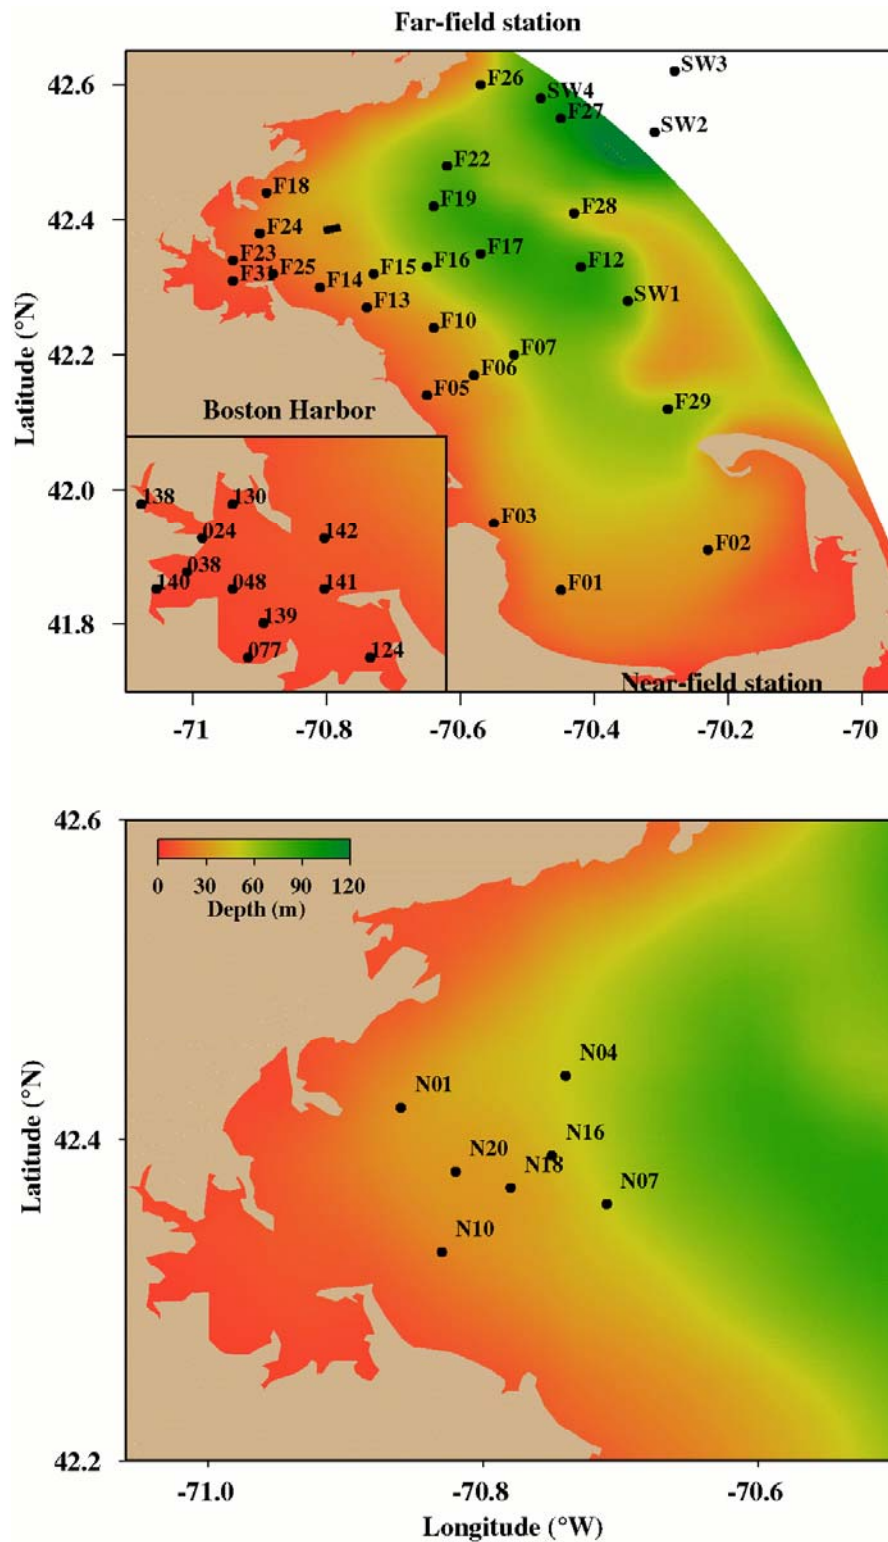 Far-field station
SW3
42.6
F26
SW4
F27
SW2
F22
F18
F19
F28
42.4
F24
F17
F23
F25
F15
F16
F12
F31
F14
SW1
F13
F10
42.2
F07
F06
F05
F29
Boston Harbor
Latitude (°N)
42.0
138
130
F03
024
142
F02
038
140
048
141
F01
41.8
139
077
124
Near-field station
-71
-70.8
-70.6
-70.4
-70.2
-70
42.6
0 30 60 90 120
Depth (m)
N04
N01
42.4
N16
N20
N18
N07
N10
Latitude (°N)
42.2
-71.0
-70.8
-70.6
Longitude (°W)